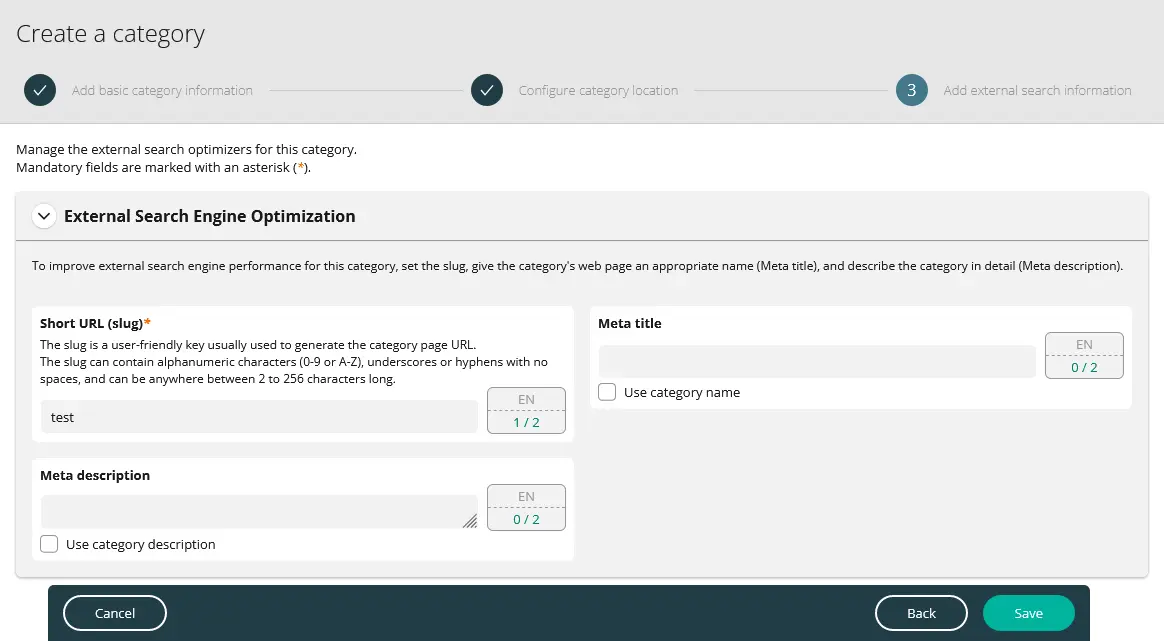 Create a category
Add basic category information
Configure category location
3 Add external search information
Manage the external search optimizers for this category.
Mandatory fields are marked with an asterisk (*).
External Search Engine Optimization
To improve external search engine performance for this category, set the slug, give the category's web page an appropriate name (Meta title), and describe the category in detail (Meta description).
Short URL (slug)*
The slug is a user-friendly key usually used to generate the category page URL.
The slug can contain alphanumeric characters (0-9 or A-Z), underscores or hyphens with no
spaces, and can be anywhere between 2 to 256 characters long.
test
EN
1 / 2
Meta title
EN
0 / 2
Use category name
Meta description
EN
0 / 2
Use category description
Cancel
Back
Save